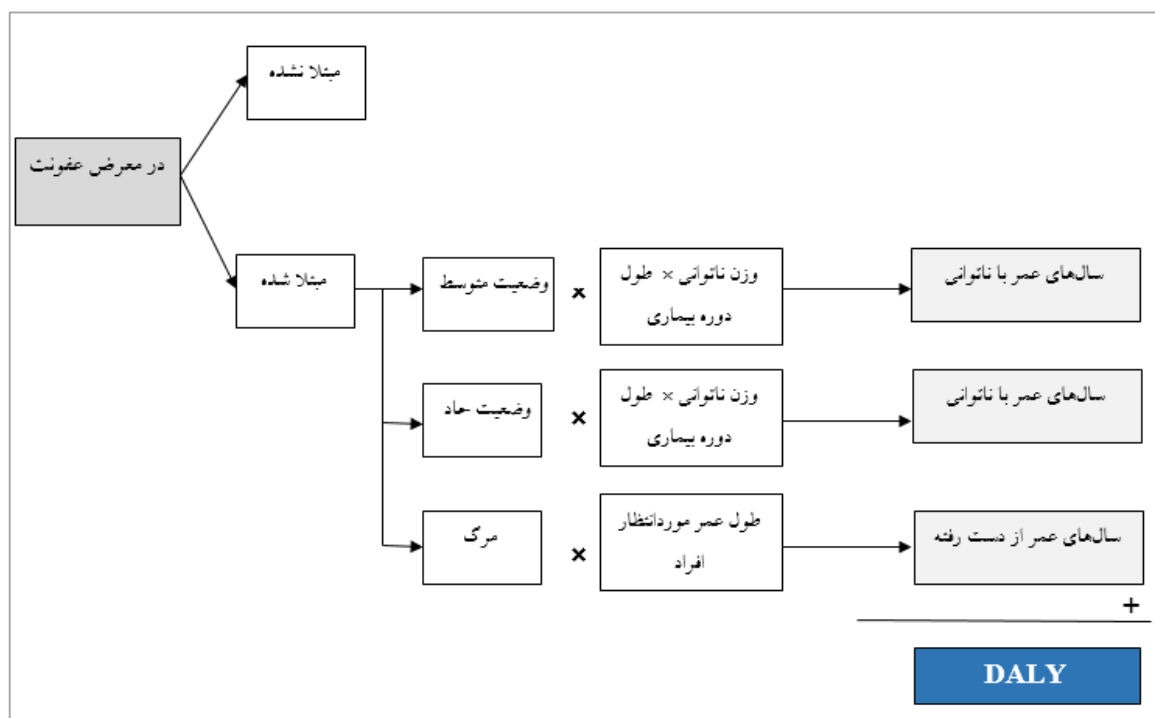 مبتلا نشده
در معرض عفونت
مبتلا شده
وضعیت متوسط
×
وزن ناتوانی × طول
دوره بیماری
سال‌های عمر با ناتوانی
وضعیت حاد
×
وزن ناتوانی × طول
دوره بیماری
سال‌های عمر با ناتوانی
مرگ
×
طول عمر موردانتظار
افراد
سال‌های عمر از دست رفته
+
DALY